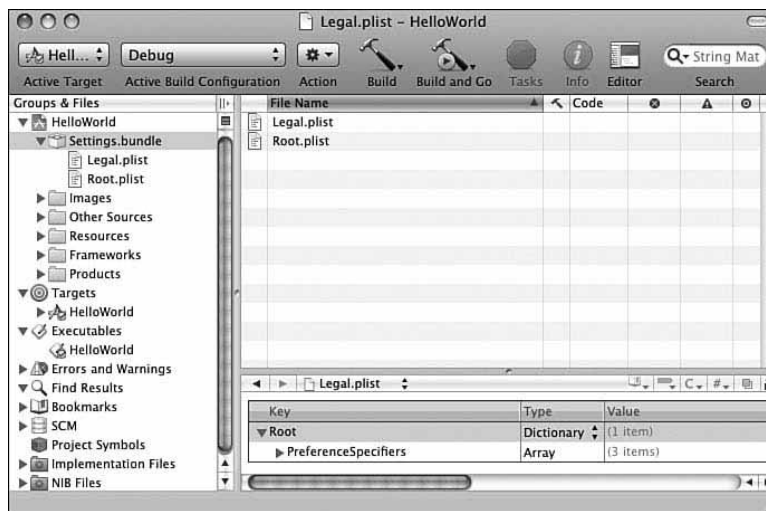 Legal.plist – HelloWorld
Hell... Debug String Mat
Active Target Active Build Configuration Action Build Build and Go Tasks Info Editor Search
Groups & Files File Name Code
HelloWorld Legal.plist
Settings.bundle Root.plist
Legal.plist
Root.plist
Images
Other Sources
Resources
Frameworks
Products
Targets
HelloWorld
Executables
HelloWorld
Errors and Warnings
Find Results Legal.plist C #
Bookmarks Key Type Value
SCM Root Dictionary (1 item)
Project Symbols PreferenceSpecifiers Array (3 items)
Implementation Files
NIB Files